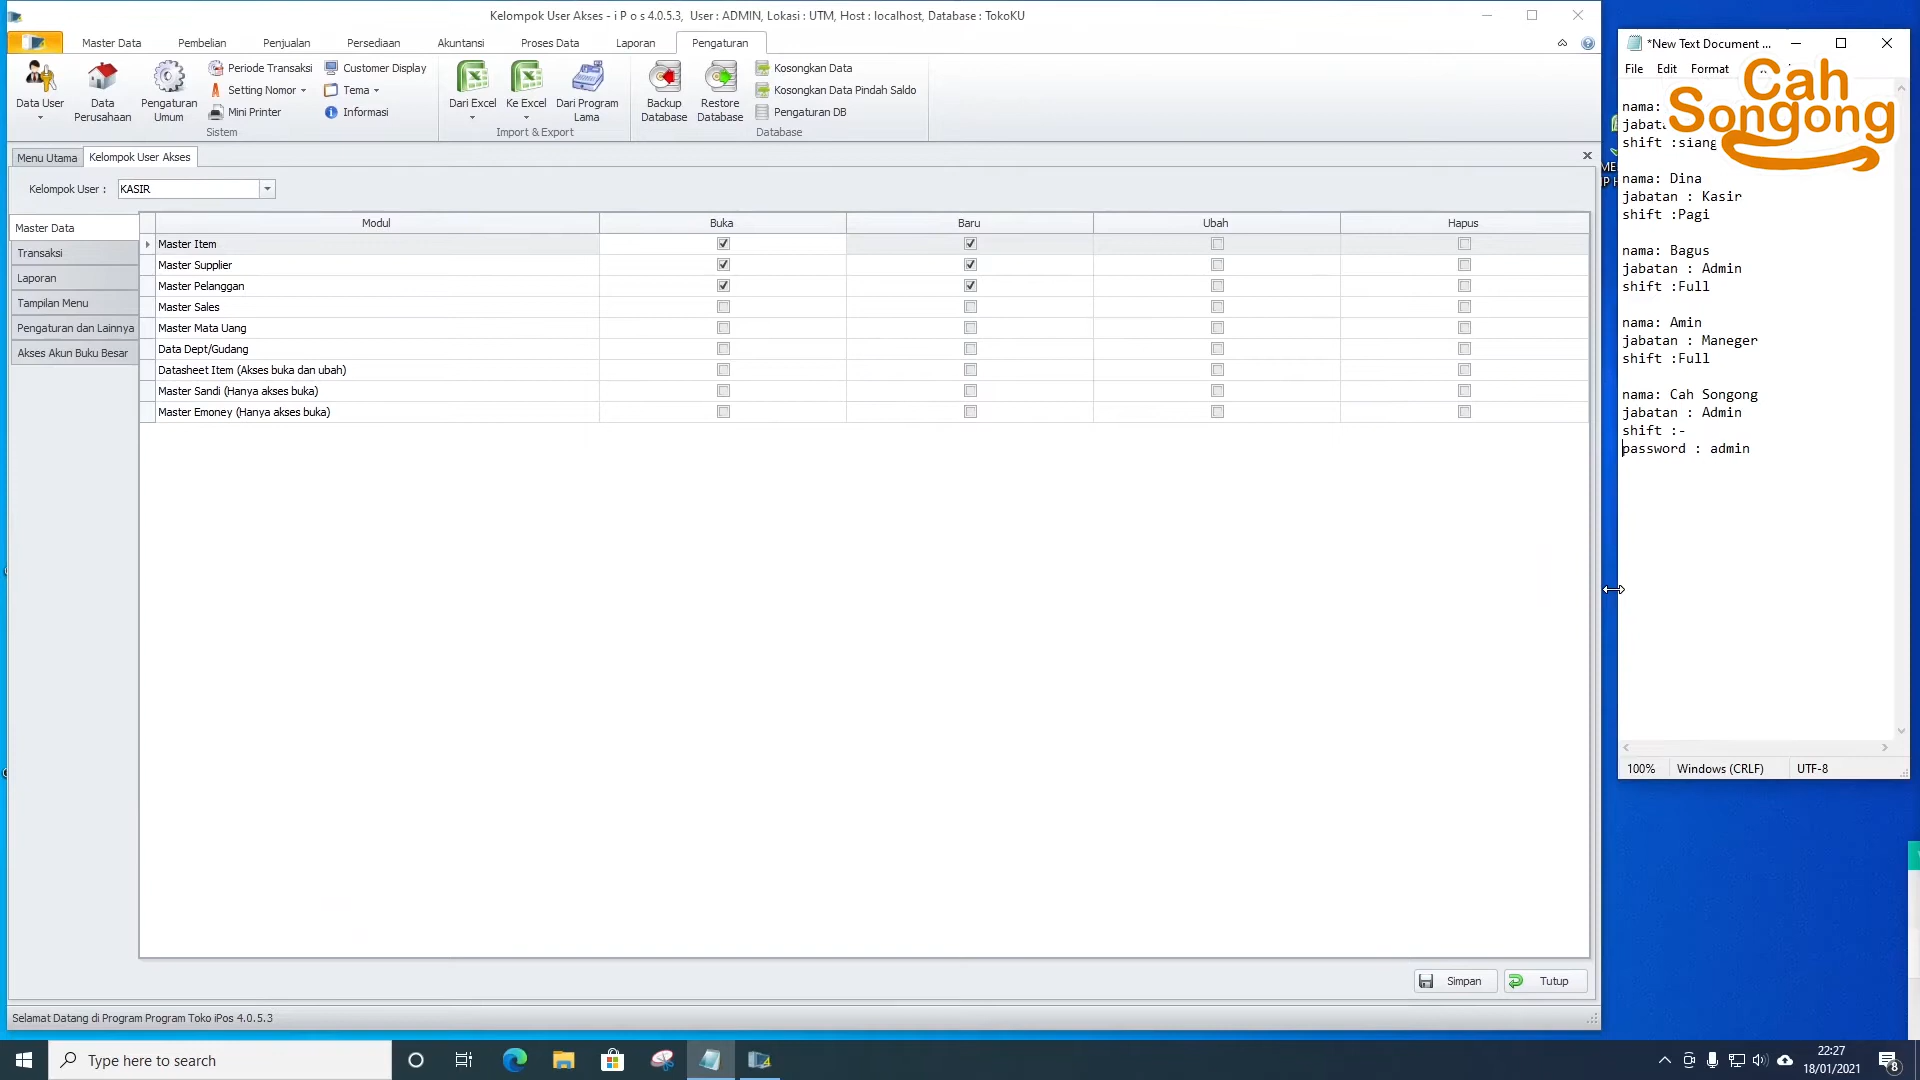 Kelompok User Akses - i P o s 4.0.5.3, User : ADMIN, Lokasi : UTM, Host : localhost, Database : TokoKU
Master Data
Pembelian
Penjualan
Persediaan
Akuntansi
Proses Data
Laporan
Pengaturan
Data User
Data Perusahaan
Pengaturan Umum
Periode Transaksi
Setting Nomor
Mini Printer
Customer Display
Tema
Informasi
Sistem
Dari Excel
Ke Excel
Dari Program Lama
Import & Export
Backup Database
Restore Database
Kosongkan Data
Kosongkan Data Pindah Saldo
Pengaturan DB
Database
Menu Utama
Kelompok User Akses
Kelompok User :
KASIR
Master Data
Transaksi
Laporan
Tampilan Menu
Pengaturan dan Lainnya
Akses Akun Buku Besar
Modul Buka Baru Ubah Hapus
Master Item
Master Supplier
Master Pelanggan
Master Sales
Master Mata Uang
Data Dept/Gudang
Datasheet Item (Akses buka dan ubah)
Master Sandi (Hanya akses buka)
Master Emoney (Hanya akses buka)
Simpan
Tutup
Selamat Datang di Program Program Toko iPos 4.0.5.3
*New Text Document ...
File Edit Format
Cah
Songong
nama:
shift :siang
nama: Dina
jabatan : Kasir
shift :Pagi
nama: Bagus
jabatan : Admin
shift :Full
nama: Amin
jabatan : Maneger
shift :Full
nama: Cah Songong
jabatan : Admin
shift :-
password : admin
100% Windows (CRLF) UTF-8
Type here to search
22:27
18/01/2021
8